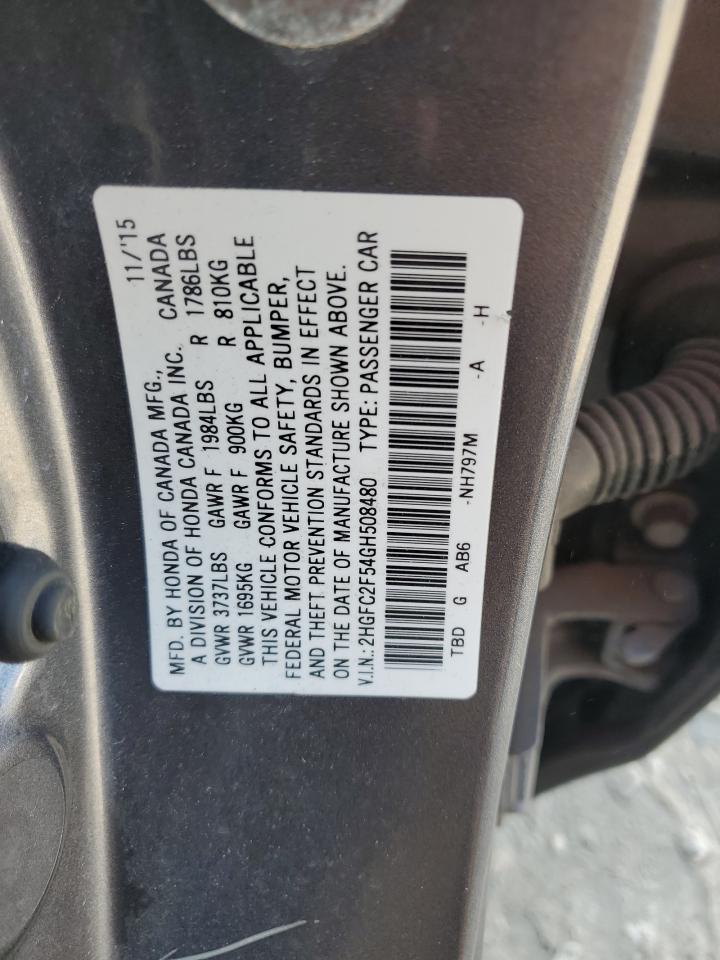 MFD. BY HONDA OF CANADA MFG., 11/'15
A DIVISION OF HONDA CANADA INC. CANADA
GVWR 3737LBS GAWR F 1984LBS R 1786LBS
GVWR 1695KG GAWR F 900KG R 810KG
THIS VEHICLE CONFORMS TO ALL APPLICABLE
FEDERAL MOTOR VEHICLE SAFETY, BUMPER,
AND THEFT PREVENTION STANDARDS IN EFFECT
ON THE DATE OF MANUFACTURE SHOWN ABOVE.
V.I.N.: 2HGFC2F54GH508480 TYPE: PASSENGER CAR
TBD G AB6 -NH797M -A -H